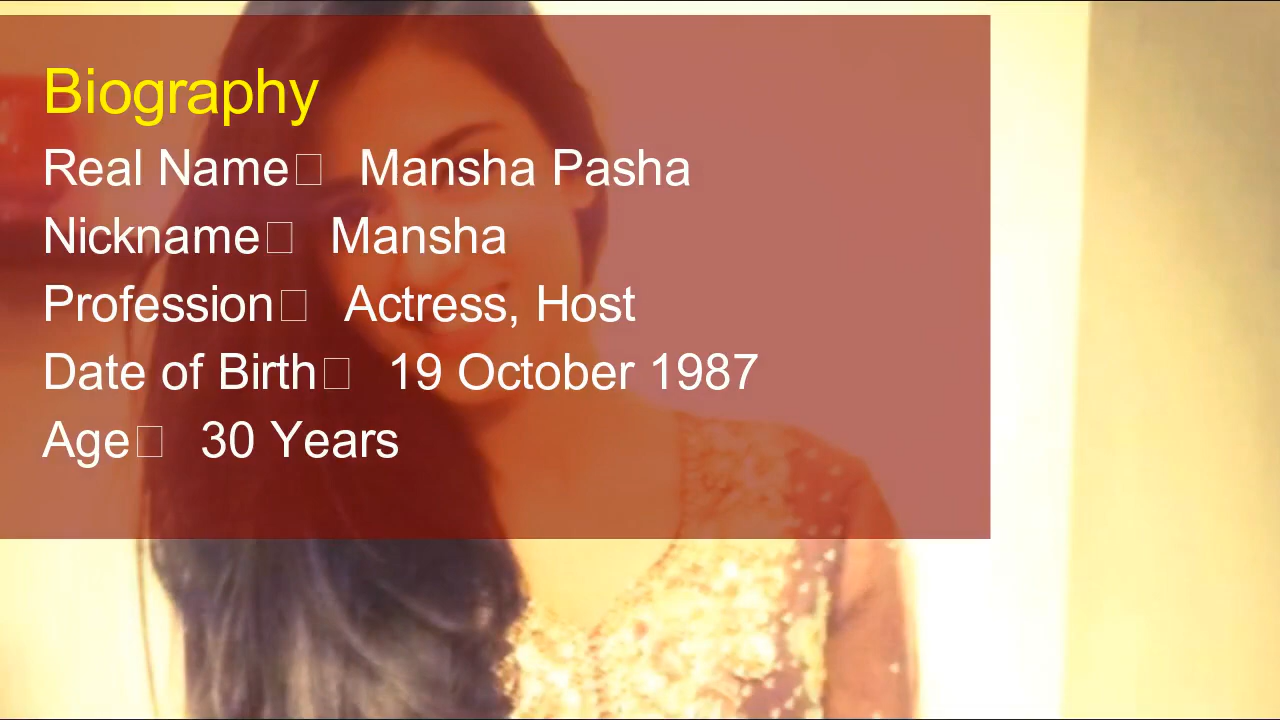 Biography
Real Name□ Mansha Pasha
Nickname□ Mansha
Profession□ Actress, Host
Date of Birth□ 19 October 1987
Age□ 30 Years